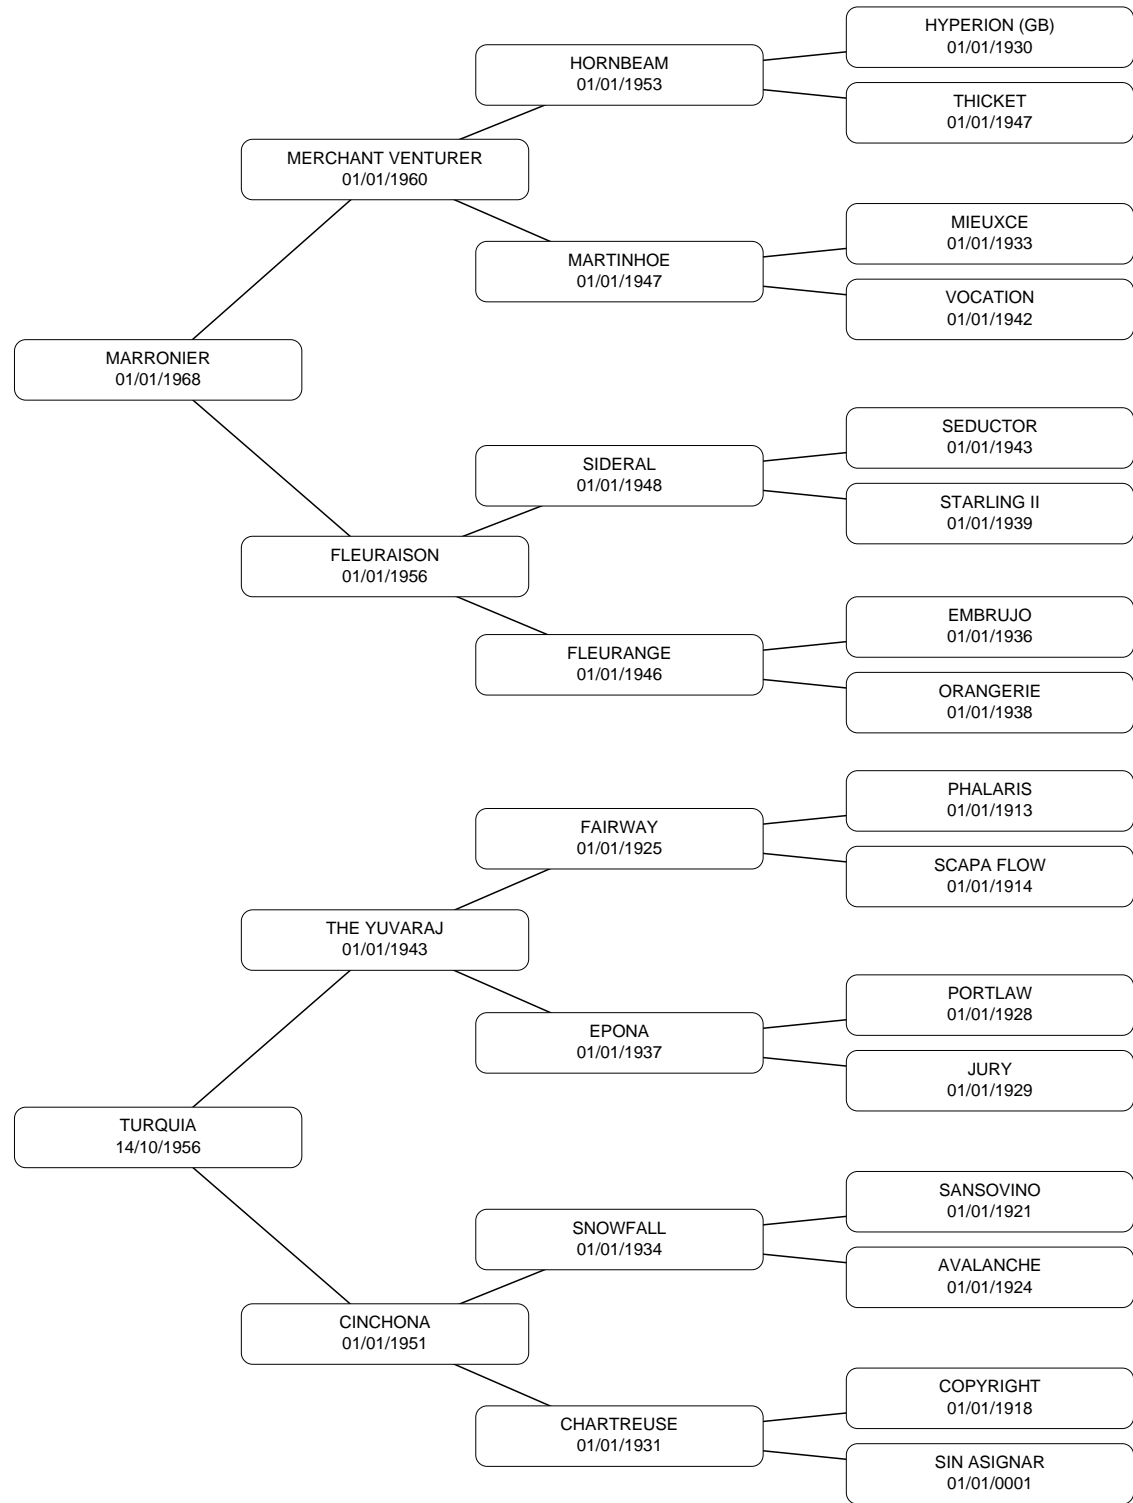 HYPERION (GB)
01/01/1930
HORNBEAM
01/01/1953
THICKET
01/01/1947
MERCHANT VENTURER
01/01/1960
MIEUXCE
01/01/1933
MARTINHOE
01/01/1947
VOCATION
01/01/1942
MARRONIER
01/01/1968
SEDUCTOR
01/01/1943
SIDERAL
01/01/1948
STARLING II
01/01/1939
FLEURAISON
01/01/1956
EMBRUJO
01/01/1936
FLEURANGE
01/01/1946
ORANGERIE
01/01/1938
PHALARIS
01/01/1913
FAIRWAY
01/01/1925
SCAPA FLOW
01/01/1914
THE YUVARAJ
01/01/1943
PORTLAW
01/01/1928
EPONA
01/01/1937
JURY
01/01/1929
TURQUIA
14/10/1956
SANSOVINO
01/01/1921
SNOWFALL
01/01/1934
AVALANCHE
01/01/1924
CINCHONA
01/01/1951
COPYRIGHT
01/01/1918
CHARTREUSE
01/01/1931
SIN ASIGNAR
01/01/0001